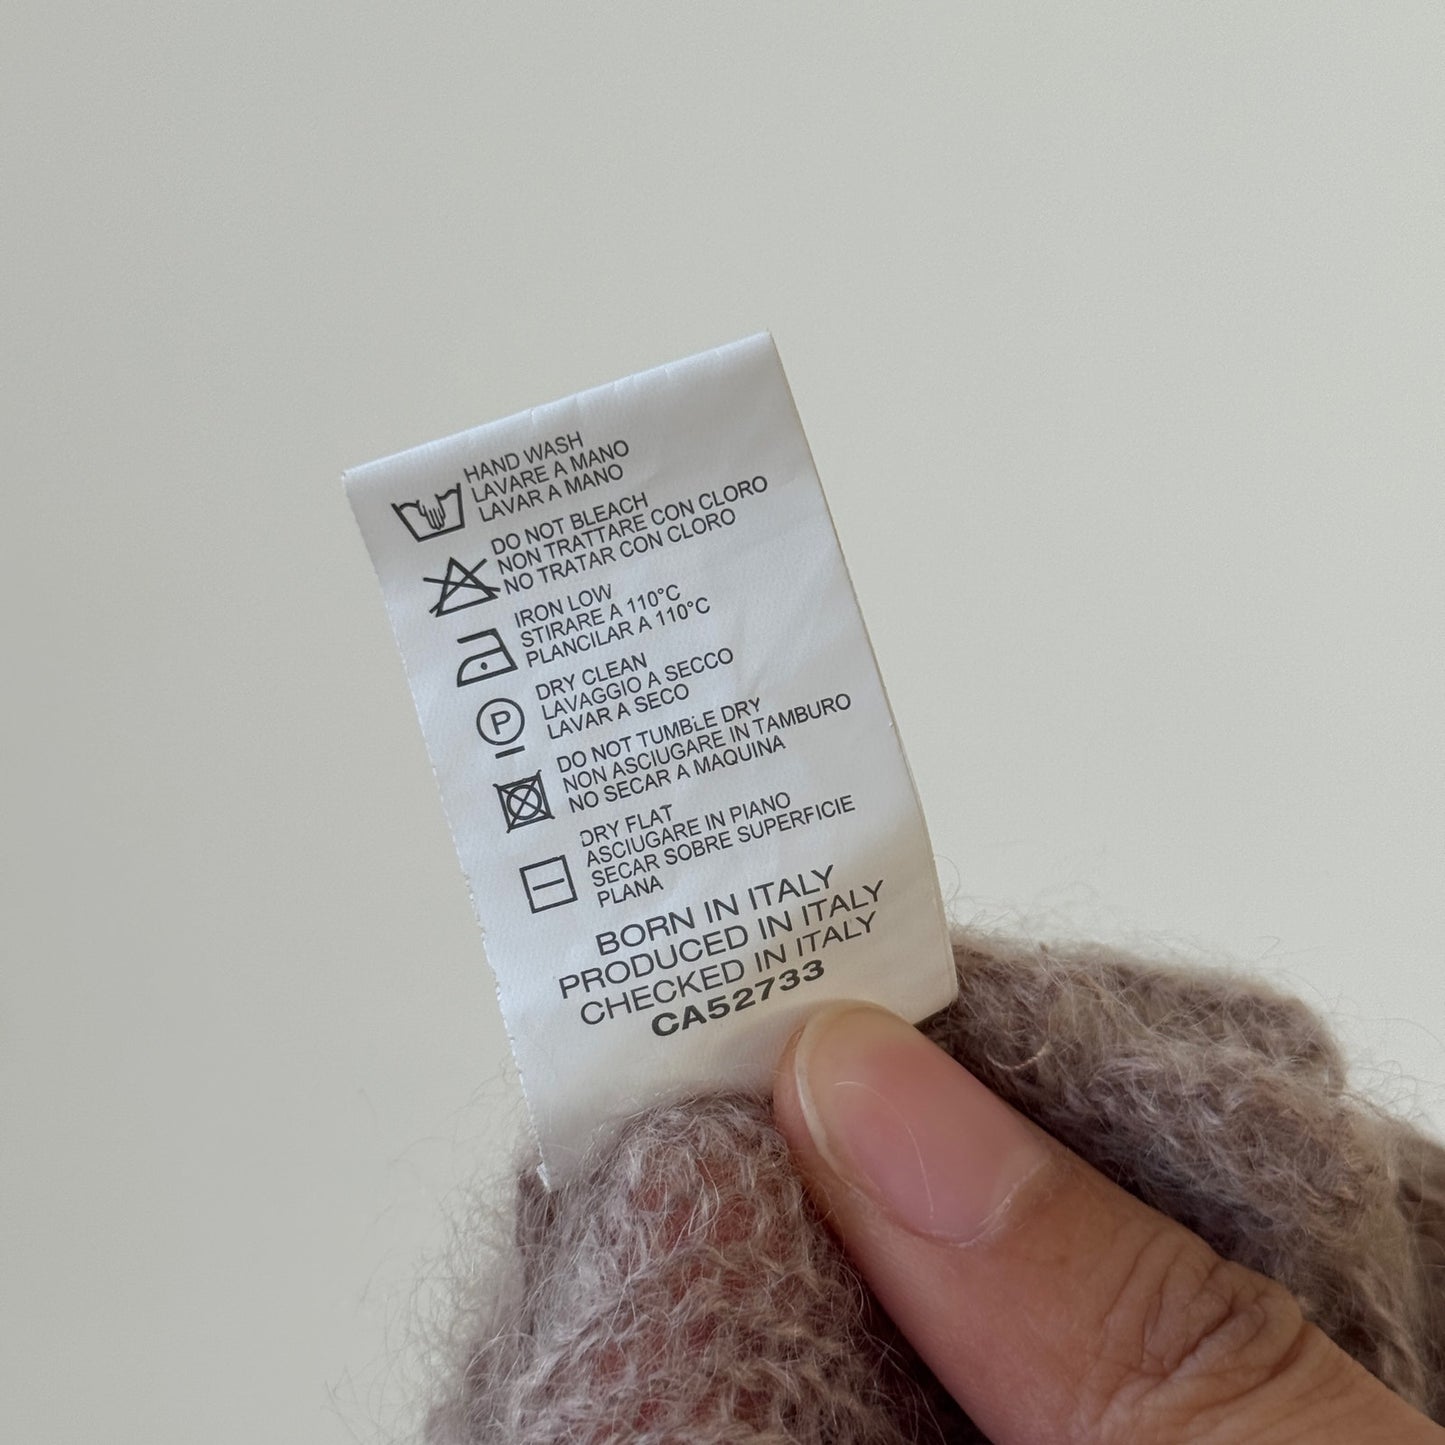 HAND WASH
LAVARE A MANO
LAVAR A MANO
DO NOT BLEACH
NON TRATTARE CON CLORO
NO TRATAR CON CLORO
IRON LOW
STIRARE A 110°C
PLANCILAR A 110°C
P
DRY CLEAN
LAVAGGIO A SECCO
LAVAR A SECO
DO NOT TUMBLE DRY
NON ASCIUGARE IN TAMBURO
NO SECAR A MAQUINA
DRY FLAT
ASCIUGARE IN PIANO
SECAR SOBRE SUPERFICIE
PLANA
BORN IN ITALY
PRODUCED IN ITALY
CHECKED IN ITALY
CA52733